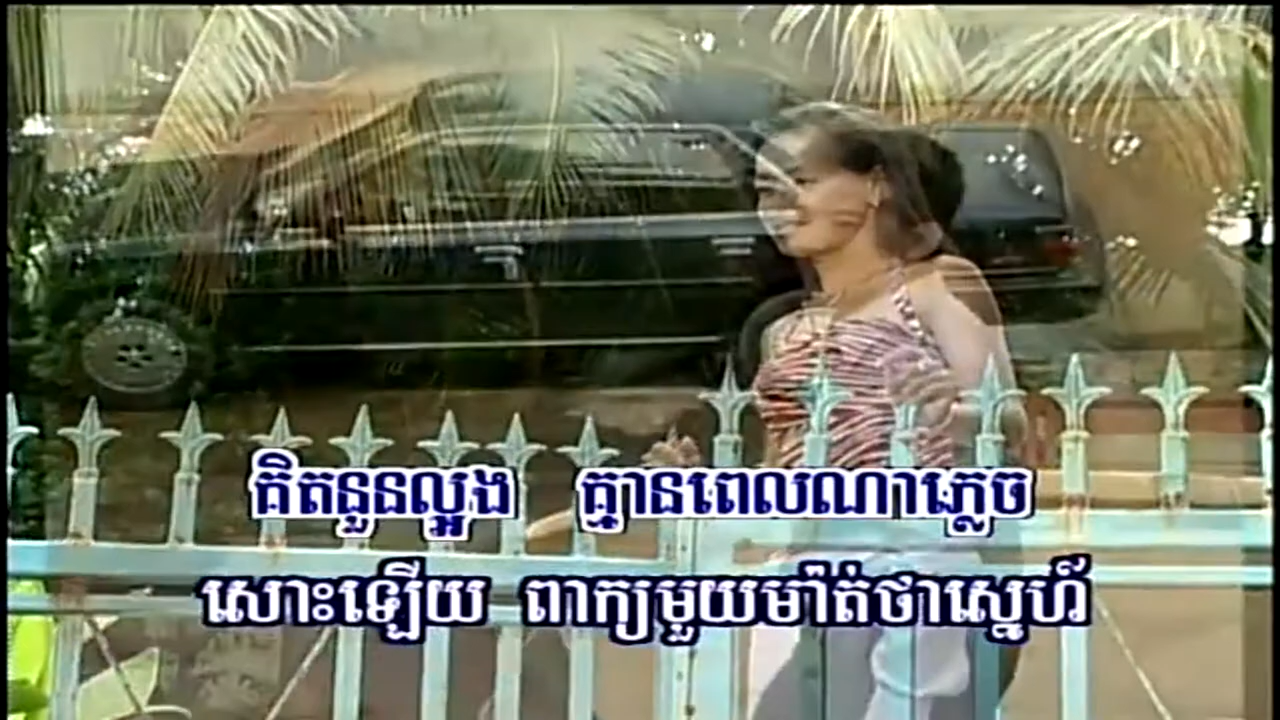 គិតនួនល្អង គ្មានពេលណាភ្លេច
សោះឡើយ ពាក្យមួយមាត់ថាស្នេហ៍